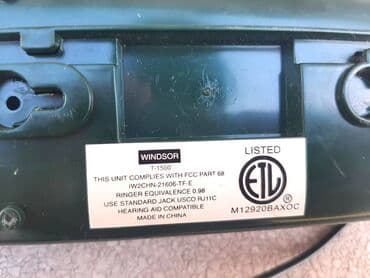 WINDSOR
T-1500
THIS UNIT COMPLIES WITH FCC PART 68
IW2CHN-21606-TF-E
RINGER EQUIVALENCE 0.98
USE STANDARD JACK USCO RJ11C
HEARING AID COMPATIBLE
MADE IN CHINA
LISTED
ETL
®
M12920BAXOC